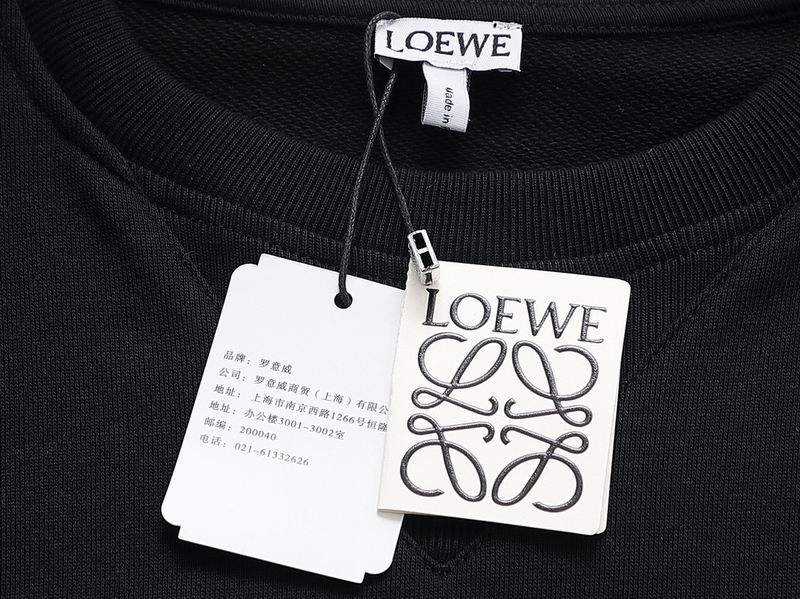 LOEWE
Made in
LOEWE
品牌：罗意威
公司：罗意威商贸（上海）有限公
地址：上海市南京西路1266号恒隆
地址：办公楼3001-3002室
邮编：200040
电话：021-61332626